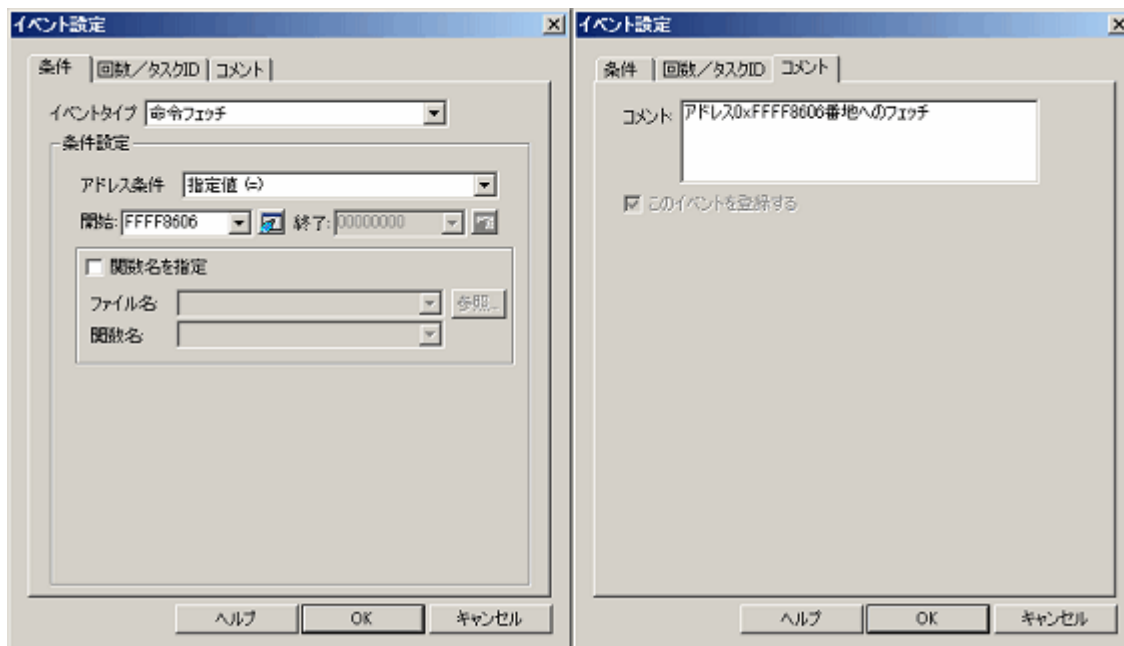 イベント設定
条件 回数/タスクID コメント
イベントタイプ 命令フェッチ
条件設定
アドレス条件 指定値 (=)
開始: FFFF8606 終了: 00000000
関数名を指定
ファイル名: 参照...
関数名:
ヘルプ OK キャンセル
イベント設定
条件 回数/タスクID コメント
コメント: アドレス0xFFFF8606番地へのフェッチ
このイベントを登録する
ヘルプ OK キャンセル